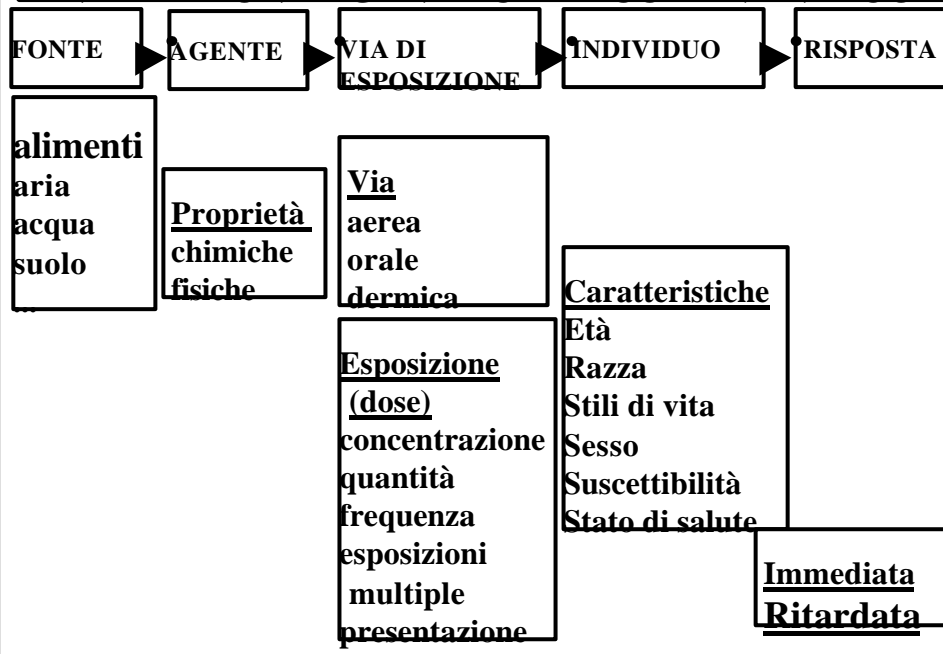 FONTE
•AGENTE
•VIA DI
ESPOSIZIONE
•INDIVIDUO
•RISPOSTA
alimenti
aria
acqua
suolo
...
Proprietà
chimiche
fisiche
Via
aerea
orale
dermica
Esposizione
(dose)
concentrazione
quantità
frequenza
esposizioni
multiple
presentazione
Caratteristiche
Età
Razza
Stili di vita
Sesso
Suscettibilità
Stato di salute
Immediata
Ritardata